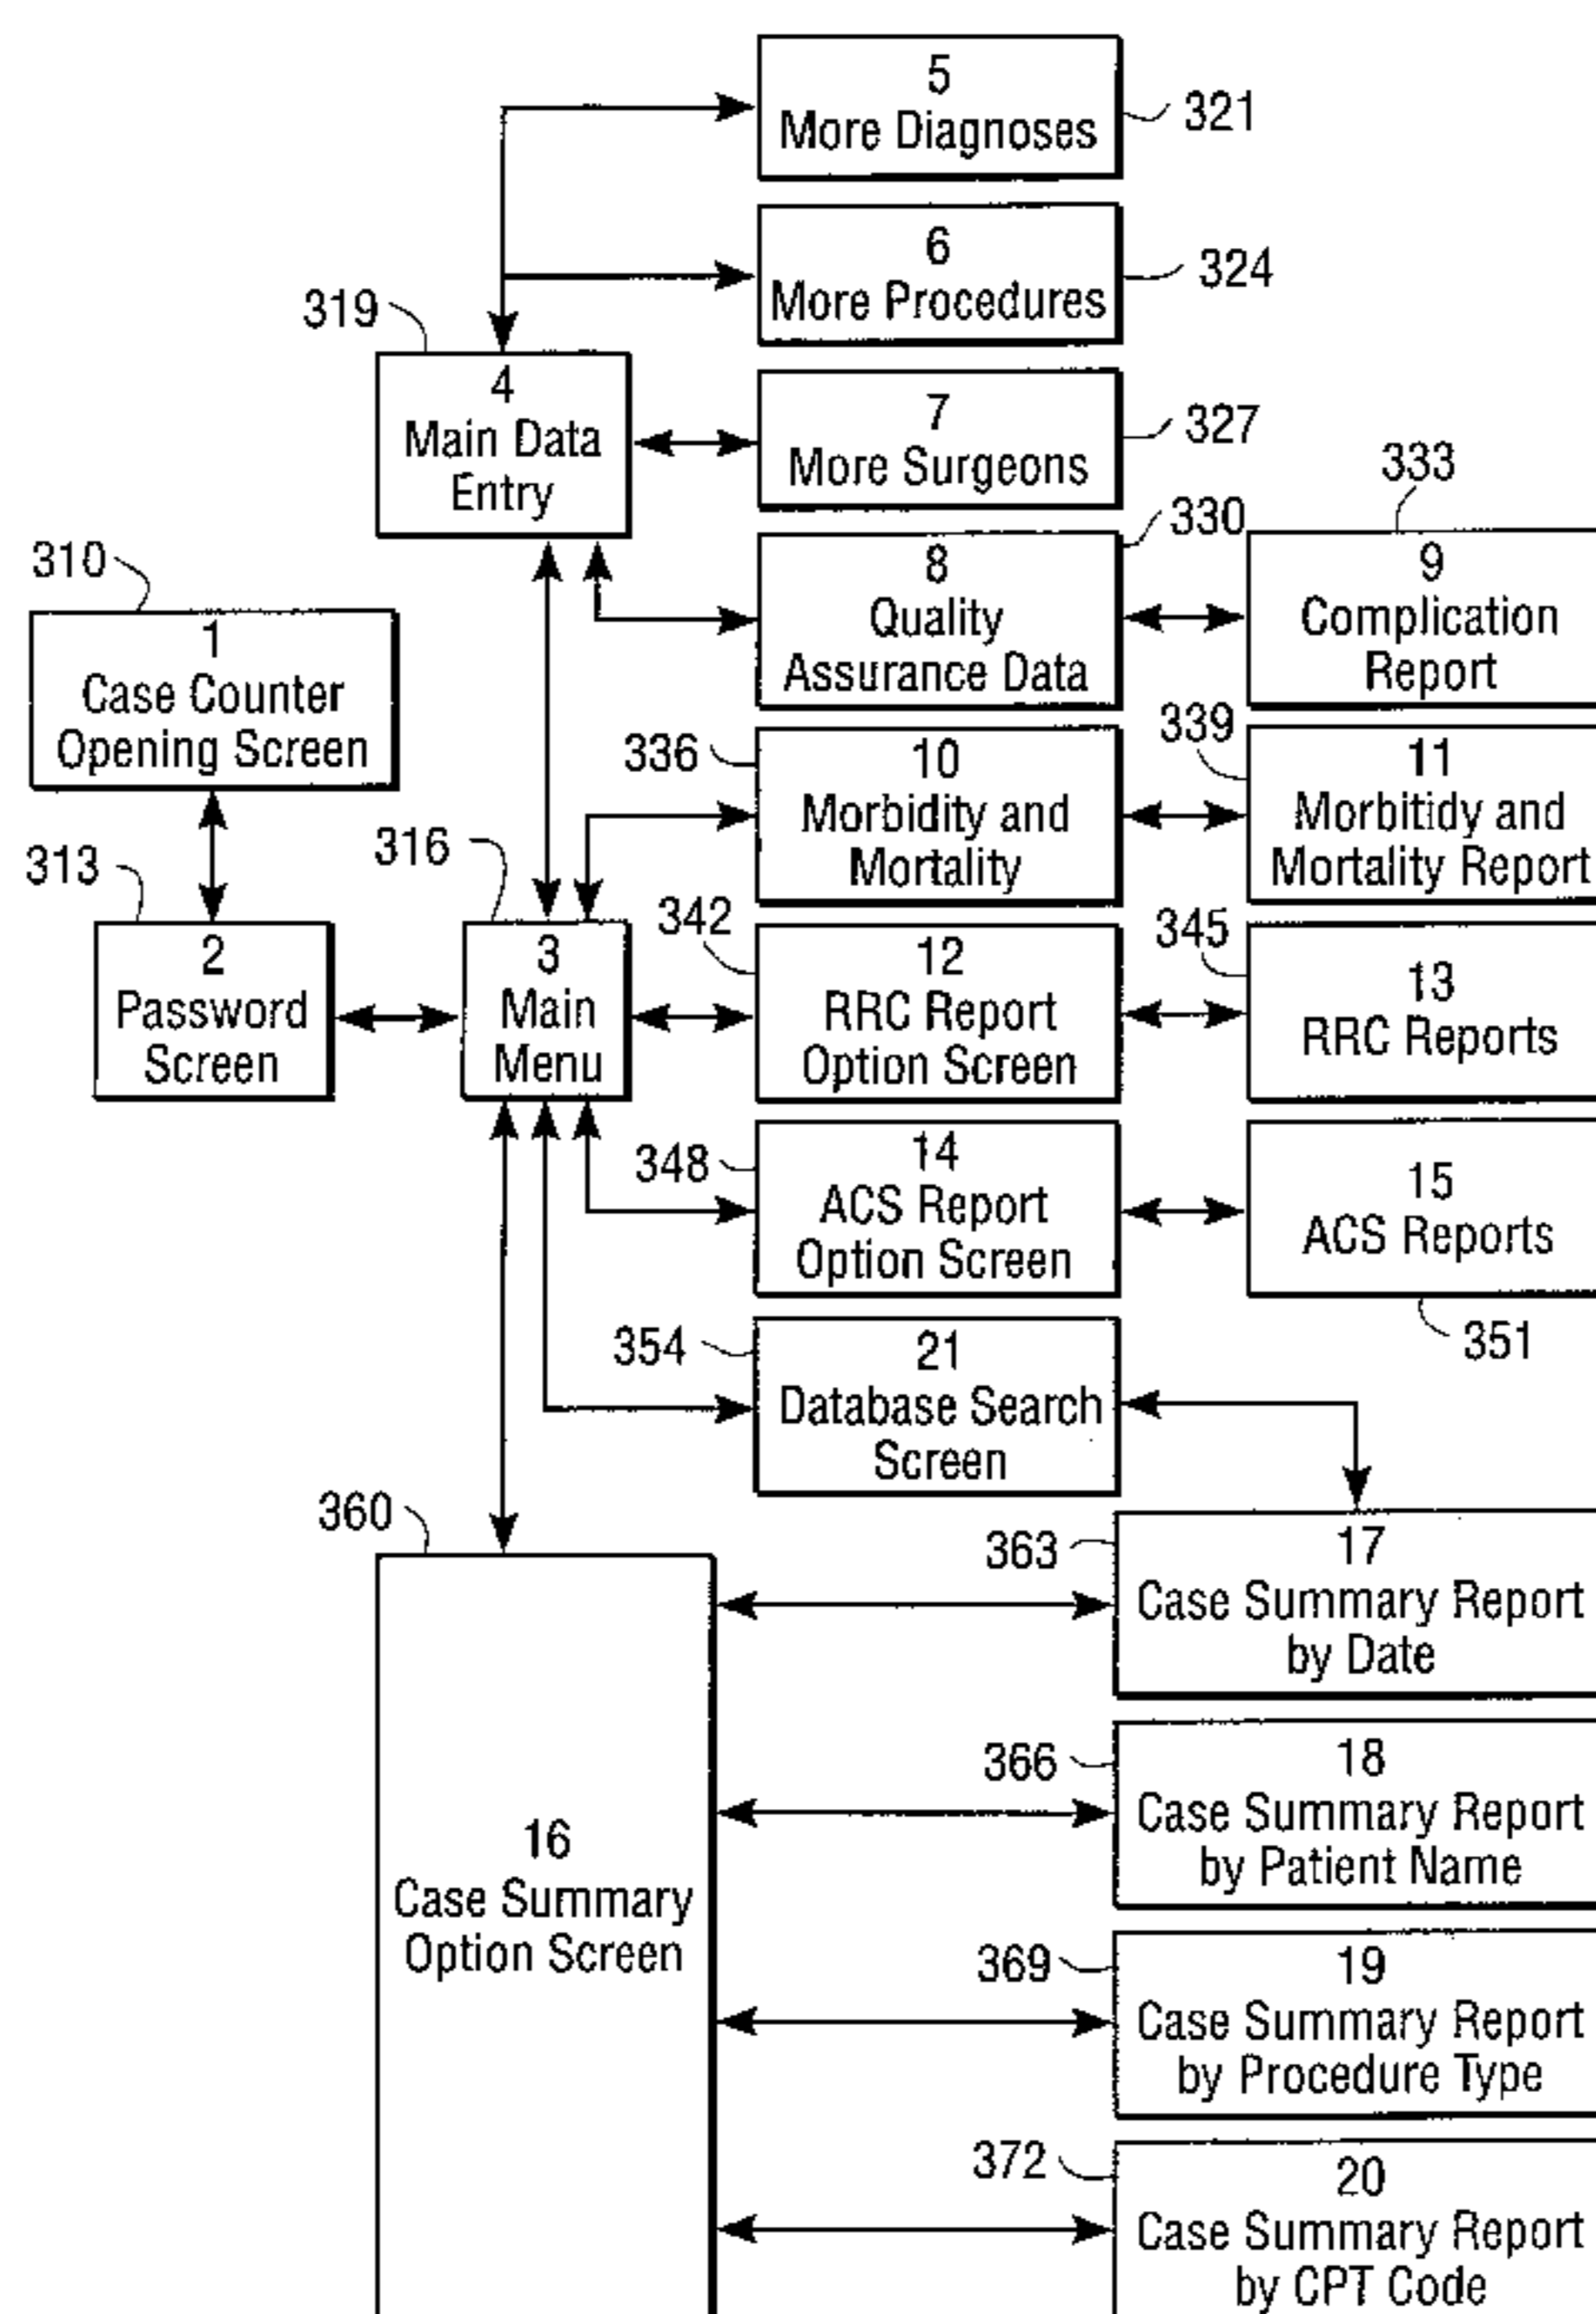 5
More Diagnoses
321
6
More Procedures
324
319
4
Main Data
Entry
7
More Surgeons
327
333
330
310
1
Case Counter
Opening Screen
8
Quality
Assurance Data
9
Complication
Report
339
336
10
Morbidity and
Mortality
11
Morbitidy and
Mortality Report
313
316
342
345
2
Password
Screen
3
Main
Menu
12
RRC Report
Option Screen
13
RRC Reports
348
14
ACS Report
Option Screen
15
ACS Reports
351
354
21
Database Search
Screen
360
363
17
Case Summary Report
by Date
366
18
Case Summary Report
by Patient Name
16
Case Summary
Option Screen
369
19
Case Summary Report
by Procedure Type
372
20
Case Summary Report
by CPT Code